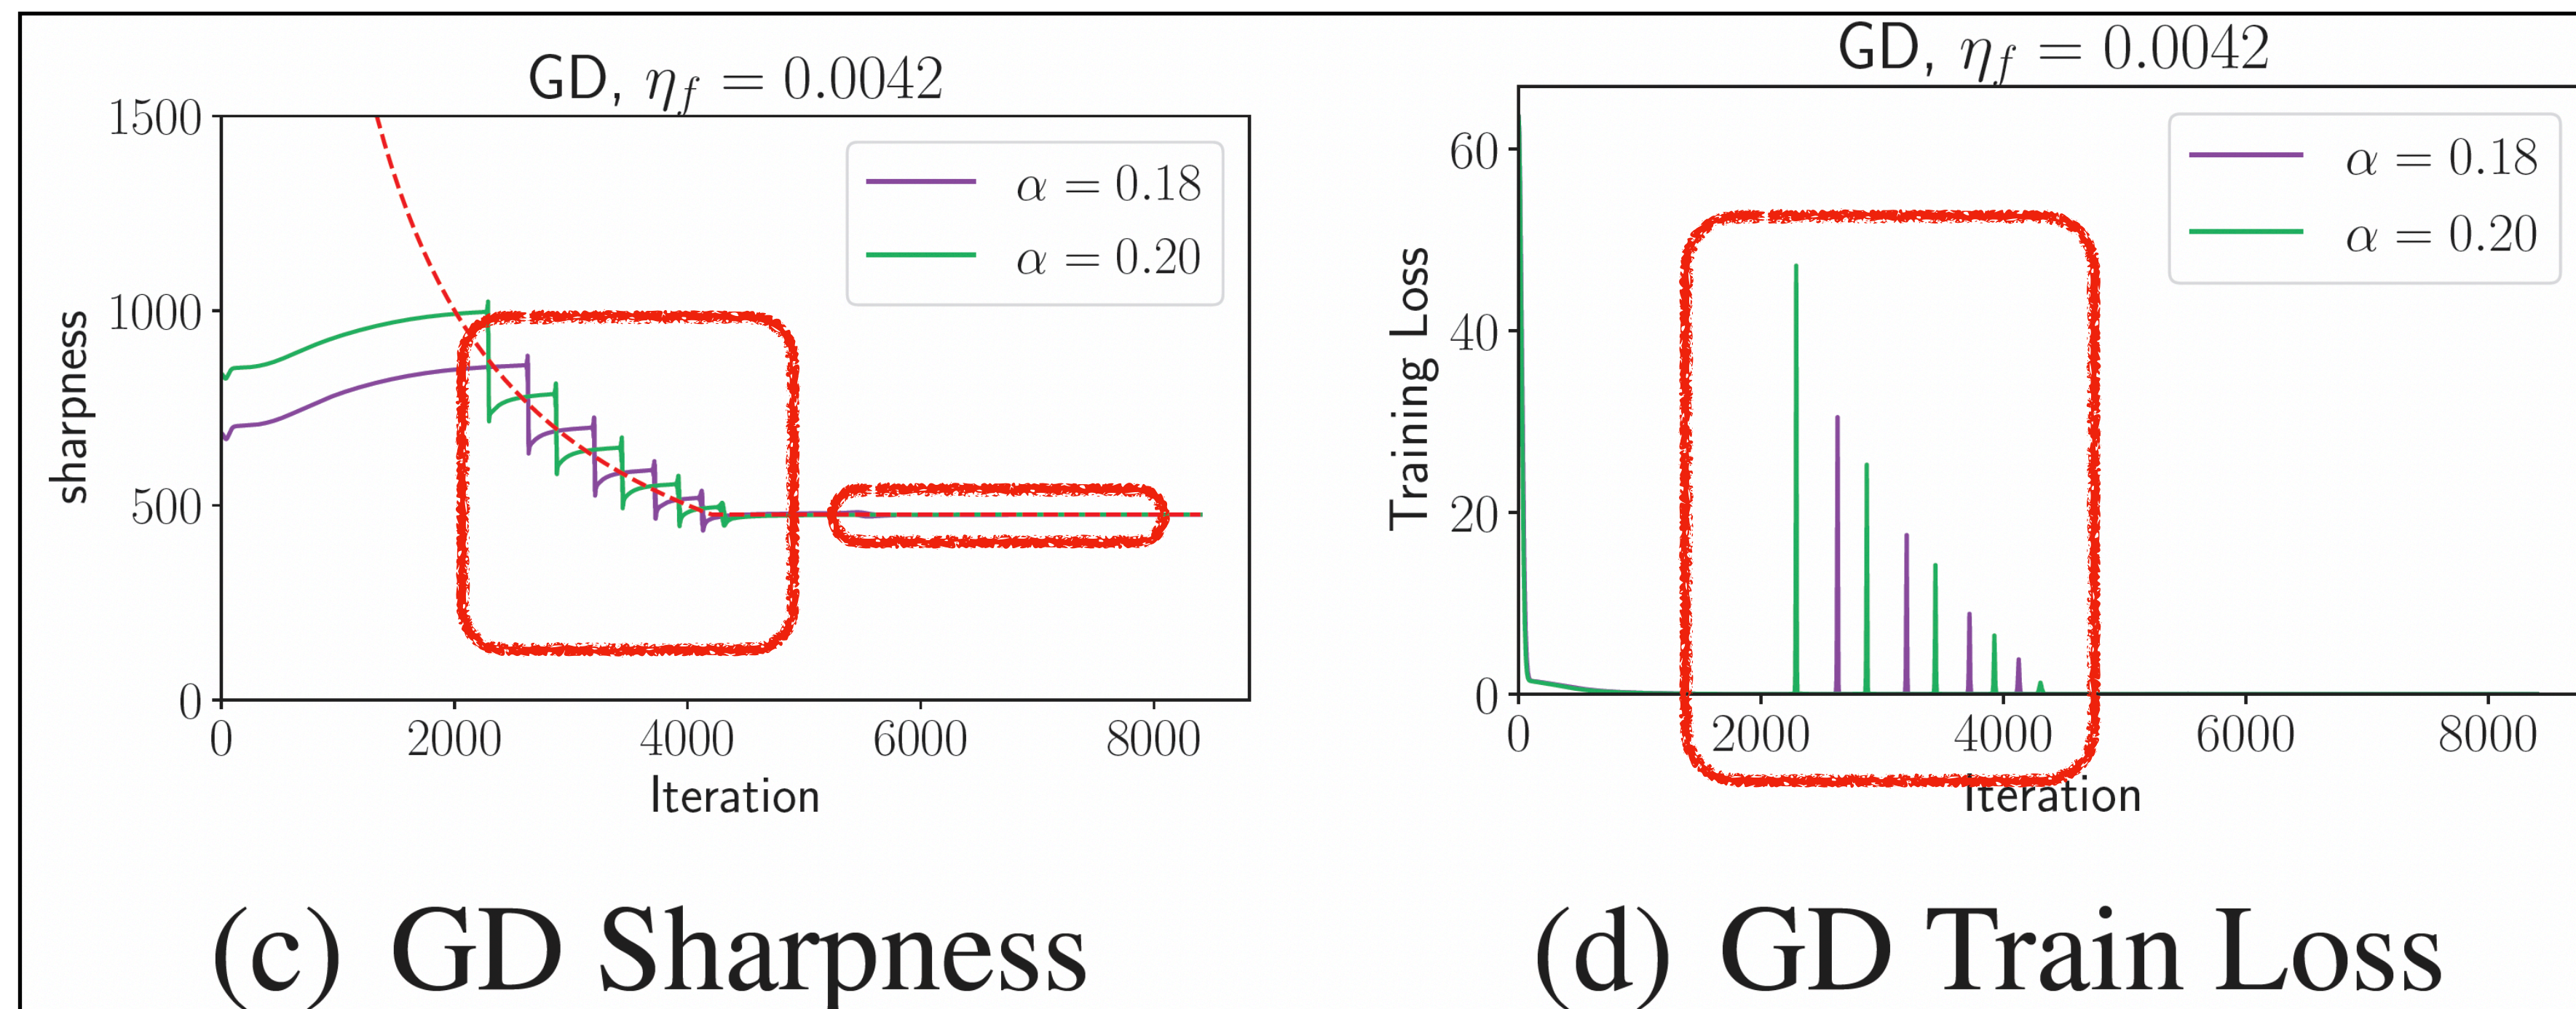 GD, η_f = 0.0042
1500
1000
500
0
sharpness
α = 0.18
α = 0.20
0 2000 4000 6000 8000
Iteration
(c) GD Sharpness
GD, η_f = 0.0042
60
40
20
0
Training Loss
α = 0.18
α = 0.20
0 2000 4000 6000 8000
Iteration
(d) GD Train Loss